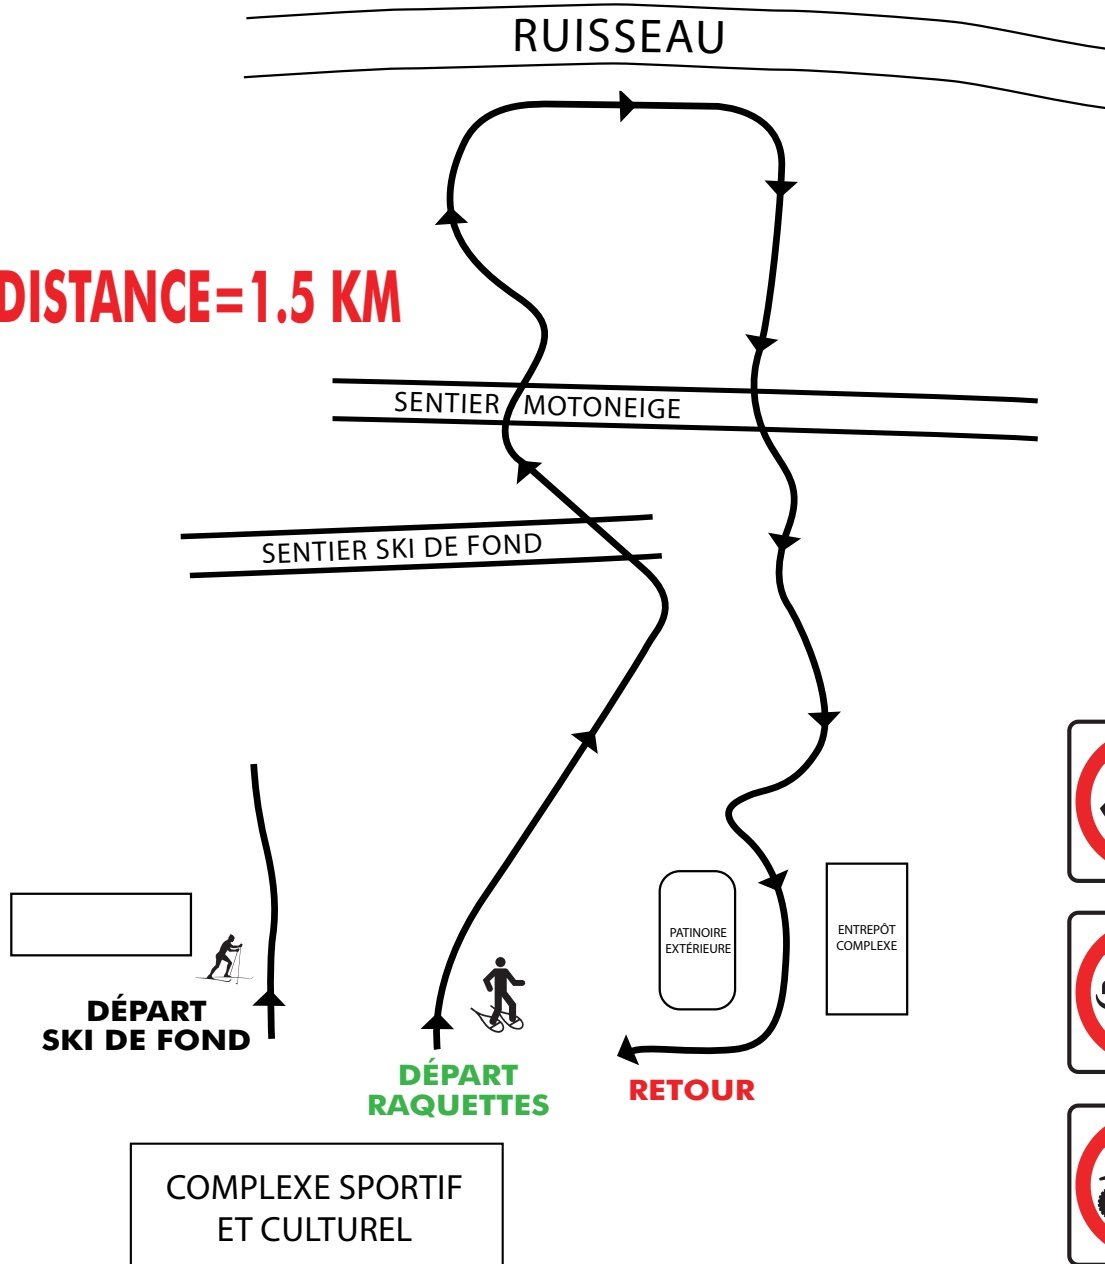 RUISSEAU
DISTANCE=1.5 KM
SENTIER MOTONEIGE
SENTIER SKI DE FOND
PATINOIRE
EXTÉRIEURE
ENTREPÔT
COMPLEXE
DÉPART
SKI DE FOND
DÉPART
RAQUETTES
RETOUR
COMPLEXE SPORTIF
ET CULTUREL